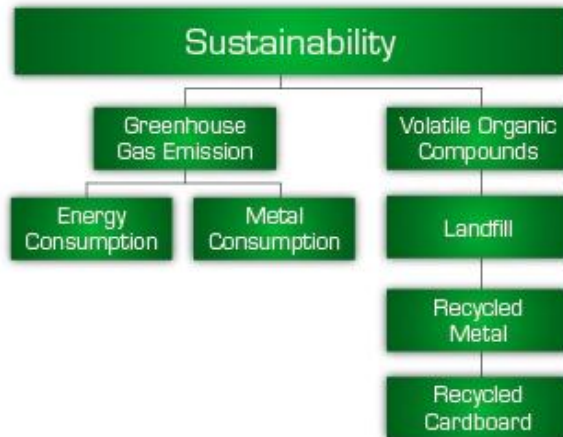 Sustainability
Greenhouse
Gas Emission
Volatile Organic
Compounds
Energy
Consumption
Metal
Consumption
Landfill
Recycled
Metal
Recycled
Cardboard